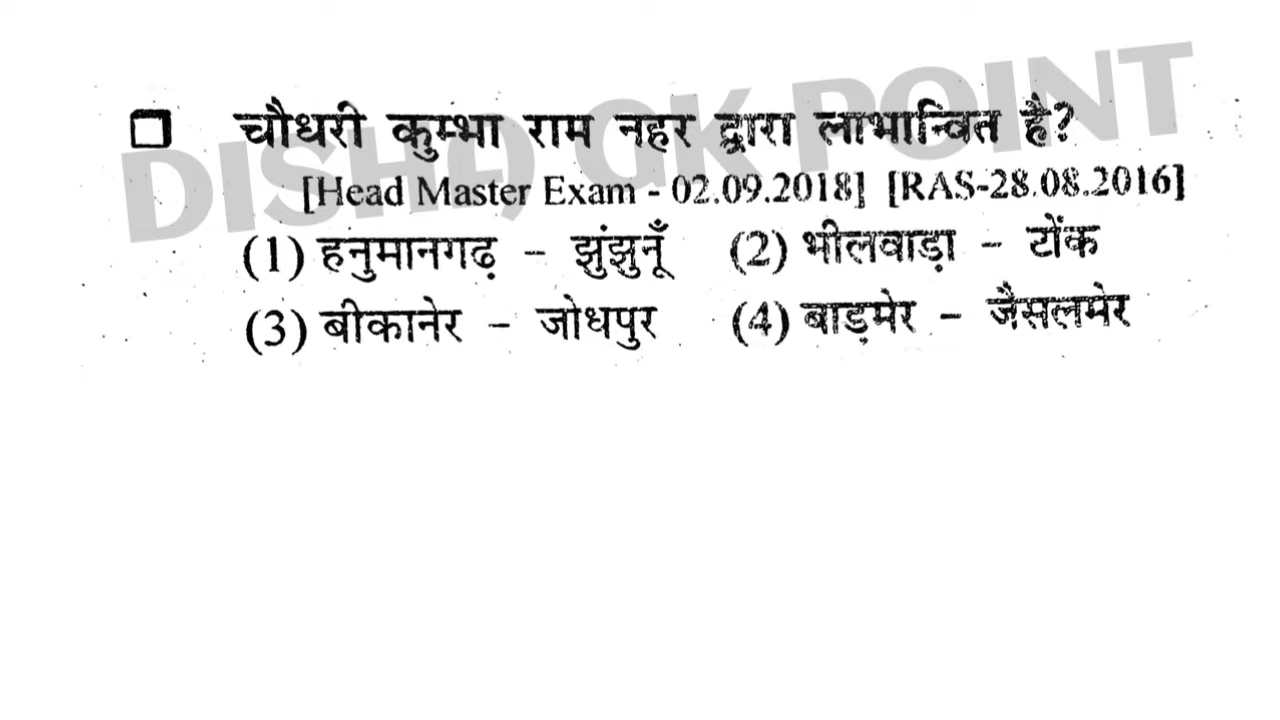 DISHA GK POINT
चौधरी कुम्भा राम नहर द्वारा लाभान्वित है?
[Head Master Exam - 02.09.2018] [RAS-28.08.2016]
(1) हनुमानगढ़ - झुंझुनूँ (2) भीलवाड़ा - टोंक
(3) बीकानेर - जोधपुर (4) बाड़मेर - जैसलमेर